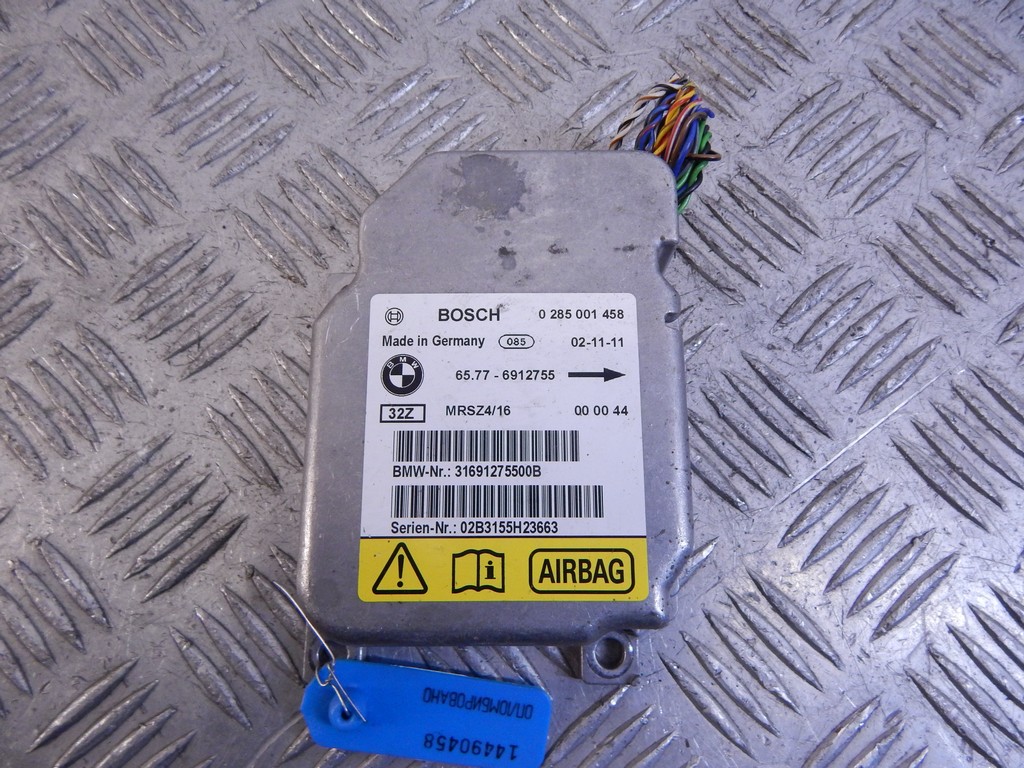 BOSCH 0 285 001 458
Made in Germany 085 02-11-11
BMW
65.77 - 6912755
32Z MRSZ4/16 00 00 44
BMW-Nr.: 31691275500B
Serien-Nr.: 02B3155H23663
AIRBAG
ОПЛОМБИРОВАНО
14490458